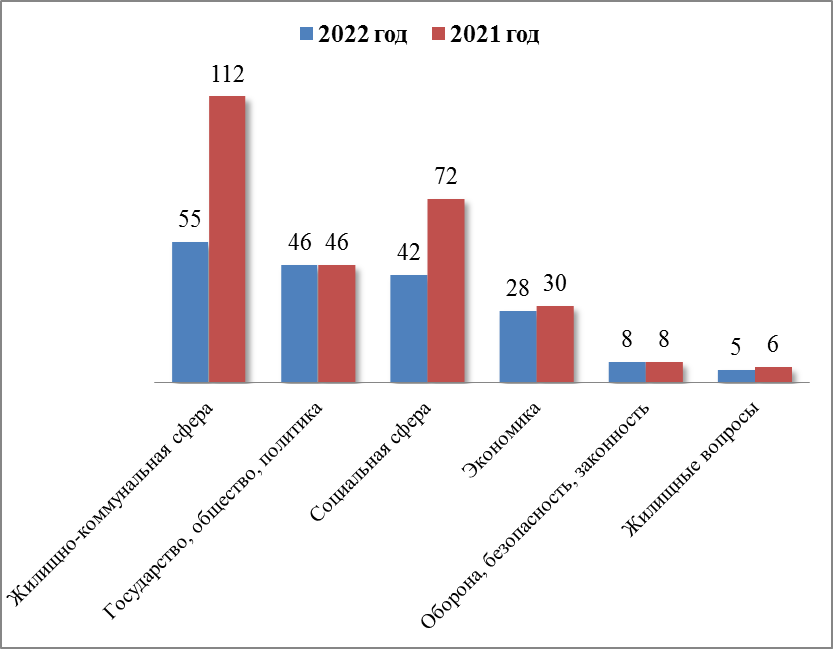 2022 год 2021 год
112
55
46 46
42
72
28 30
8 8
5 6
Жилищно-коммунальная сфера
Государство, общество, политика
Социальная сфера
Экономика
Оборона, безопасность, законность
Жилищные вопросы